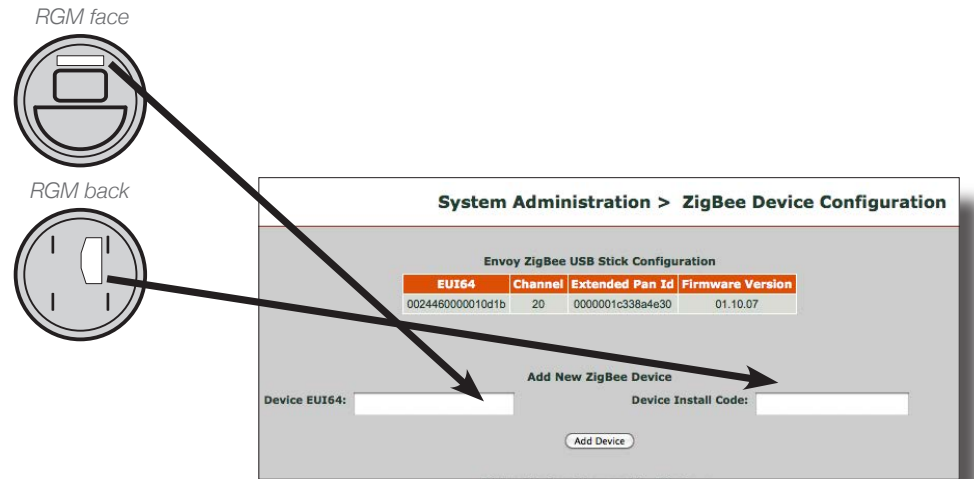 RGM face
RGM back
System Administration > ZigBee Device Configuration
Envoy ZigBee USB Stick Configuration
EUI64 Channel Extended Pan Id Firmware Version
0024460000010d1b 20 0000001c338a4e30 01.10.07
Add New ZigBee Device
Device EUI64: Device Install Code:
Add Device